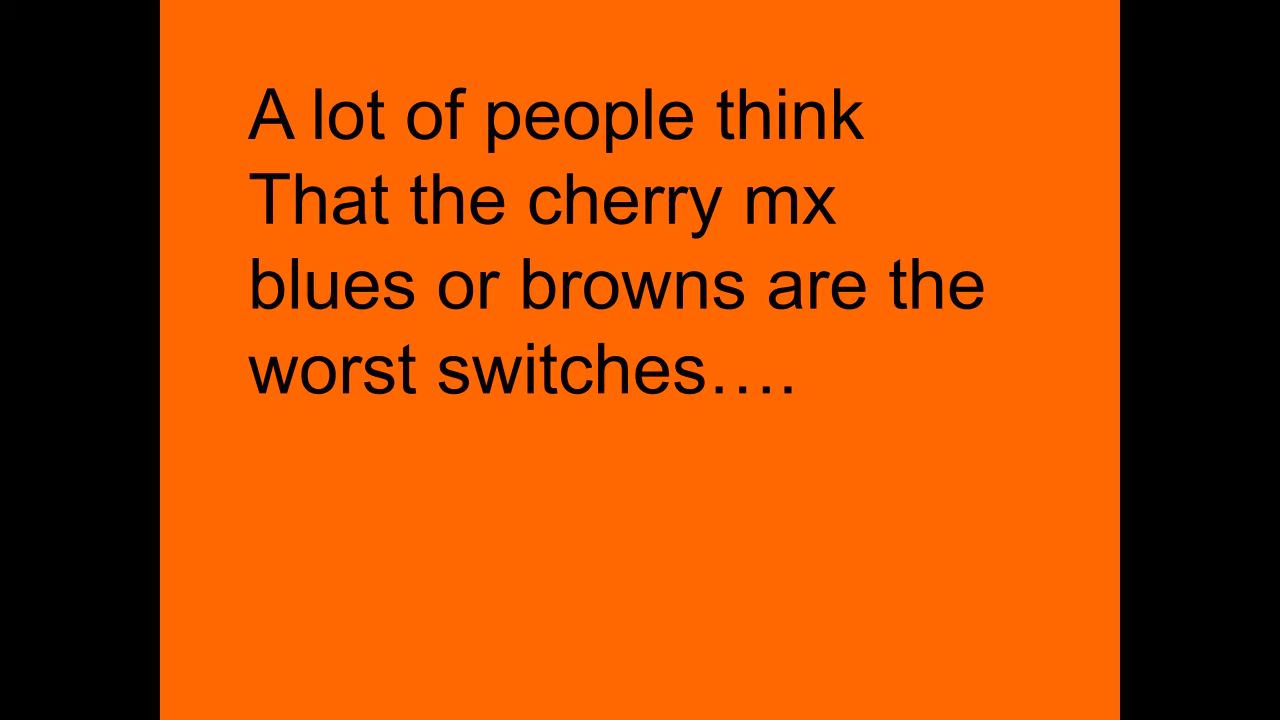 A lot of people think
That the cherry mx
blues or browns are the
worst switches….